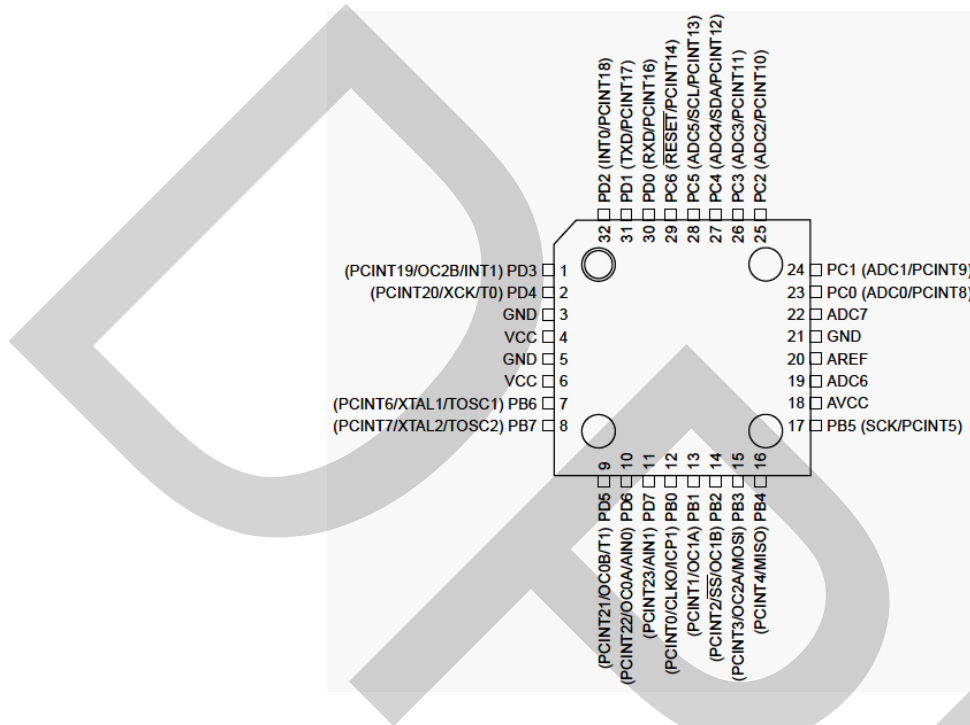 32 PD2 (INT0/PCINT18)
31 PD1 (TXD/PCINT17)
30 PD0 (RXD/PCINT16)
29 PC6 (RESET/PCINT14)
28 PC5 (ADC5/SCL/PCINT13)
27 PC4 (ADC4/SDA/PCINT12)
26 PC3 (ADC3/PCINT11)
25 PC2 (ADC2/PCINT10)
(PCINT19/OC2B/INT1) PD3 1
(PCINT20/XCK/T0) PD4 2
GND 3
VCC 4
GND 5
VCC 6
(PCINT6/XTAL1/TOSC1) PB6 7
(PCINT7/XTAL2/TOSC2) PB7 8
24 PC1 (ADC1/PCINT9)
23 PC0 (ADC0/PCINT8)
22 ADC7
21 GND
20 AREF
19 ADC6
18 AVCC
17 PB5 (SCK/PCINT5)
(PCINT21/OC0B/T1) PD5 9
(PCINT22/OC0A/AIN0) PD6 10
(PCINT23/AIN1) PD7 11
(PCINT0/CLKO/ICP1) PB0 12
(PCINT1/OC1A) PB1 13
(PCINT2/SS/OC1B) PB2 14
(PCINT3/OC2A/MOSI) PB3 15
(PCINT4/MISO) PB4 16